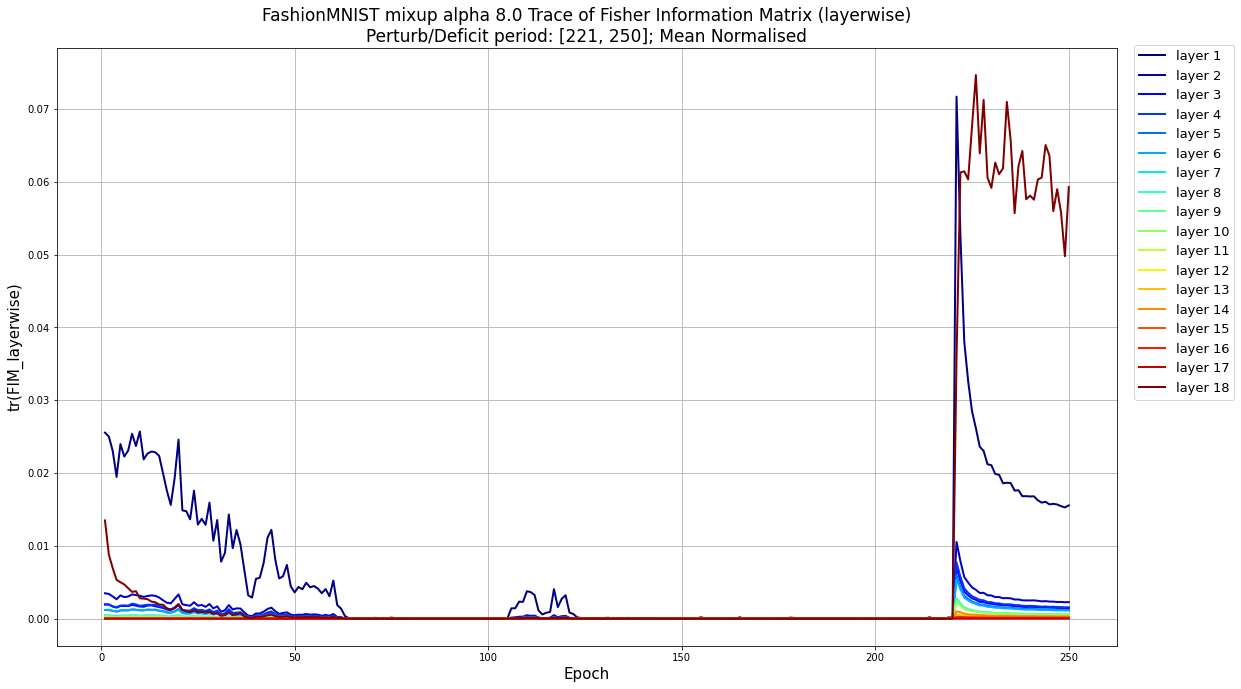 FashionMNIST mixup alpha 8.0 Trace of Fisher Information Matrix (layerwise)
Perturb/Deficit period: [221, 250]; Mean Normalised
tr(FIM_layerwise)
0.07
0.06
0.05
0.04
0.03
0.02
0.01
0.00
0
50
100
150
200
250
Epoch
layer 1
layer 2
layer 3
layer 4
layer 5
layer 6
layer 7
layer 8
layer 9
layer 10
layer 11
layer 12
layer 13
layer 14
layer 15
layer 16
layer 17
layer 18